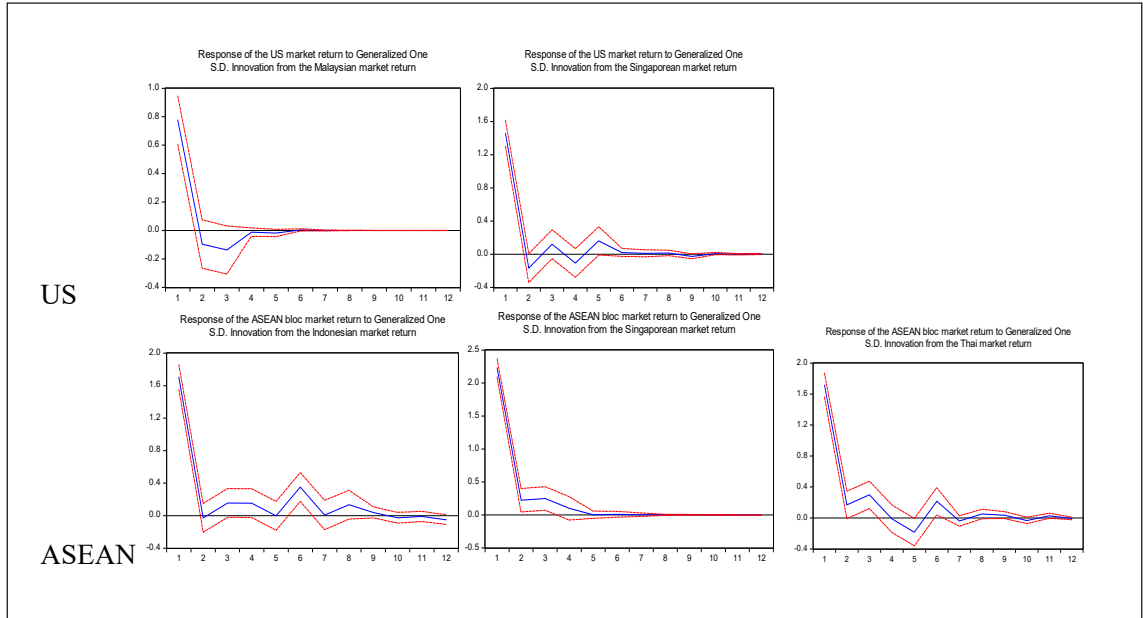 Response of the US market return to Generalized One
S.D. Innovation from the Malaysian market return
1.0
0.8
0.6
0.4
0.2
0.0
-0.2
-0.4
1 2 3 4 5 6 7 8 9 10 11 12
Response of the US market return to Generalized One
S.D. Innovation from the Singaporean market return
2.0
1.6
1.2
0.8
0.4
0.0
-0.4
1 2 3 4 5 6 7 8 9 10 11 12
US
Response of the ASEAN bloc market return to Generalized One
S.D. Innovation from the Indonesian market return
2.0
1.6
1.2
0.8
0.4
0.0
-0.4
1 2 3 4 5 6 7 8 9 10 11 12
Response of the ASEAN bloc market return to Generalized One
S.D. Innovation from the Singaporean market return
2.5
2.0
1.5
1.0
0.5
0.0
-0.5
1 2 3 4 5 6 7 8 9 10 11 12
Response of the ASEAN bloc market return to Generalized One
S.D. Innovation from the Thai market return
2.0
1.6
1.2
0.8
0.4
0.0
-0.4
1 2 3 4 5 6 7 8 9 10 11 12
ASEAN